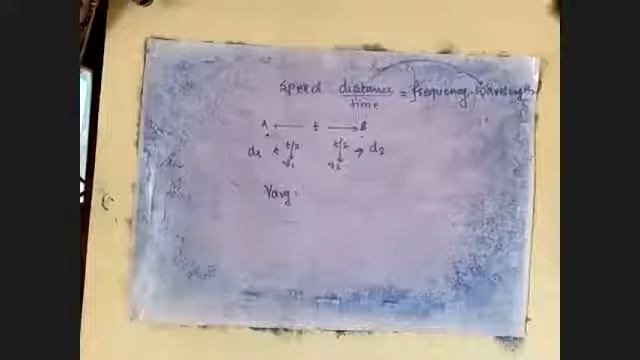 Speed distance/time = frequency. Wavelength
A ← t → B
d1 ← t/2 t/2 → d2
v1 v2
Vavg: